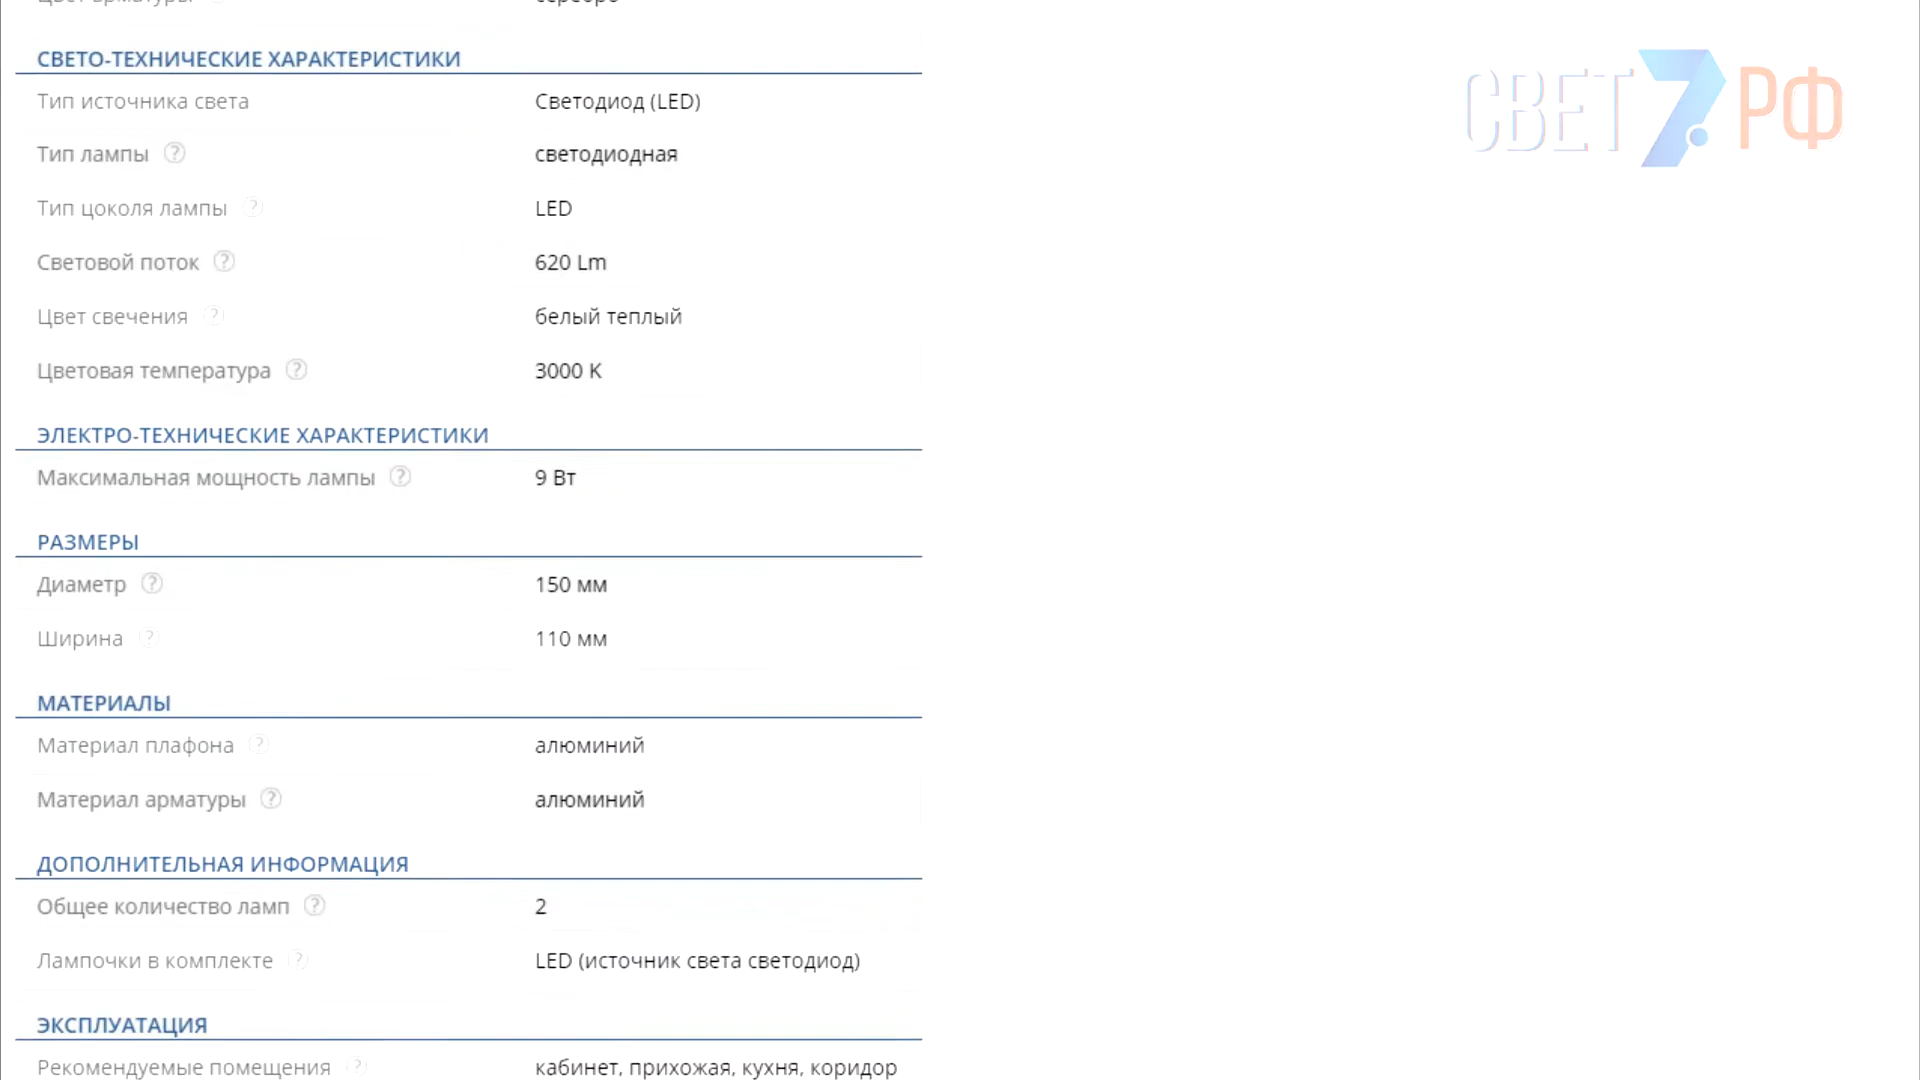 Цвет арматуры серебро
СВЕТО-ТЕХНИЧЕСКИЕ ХАРАКТЕРИСТИКИ
Тип источника света Светодиод (LED)
Тип лампы ? светодиодная
Тип цоколя лампы ? LED
Световой поток ? 620 Lm
Цвет свечения ? белый теплый
Цветовая температура ? 3000 K
ЭЛЕКТРО-ТЕХНИЧЕСКИЕ ХАРАКТЕРИСТИКИ
Максимальная мощность лампы ? 9 Вт
РАЗМЕРЫ
Диаметр ? 150 мм
Ширина ? 110 мм
МАТЕРИАЛЫ
Материал плафона ? алюминий
Материал арматуры ? алюминий
ДОПОЛНИТЕЛЬНАЯ ИНФОРМАЦИЯ
Общее количество ламп ? 2
Лампочки в комплекте ? LED (источник света светодиод)
ЭКСПЛУАТАЦИЯ
Рекомендуемые помещения ? кабинет, прихожая, кухня, коридор
СВЕТ7.РФ